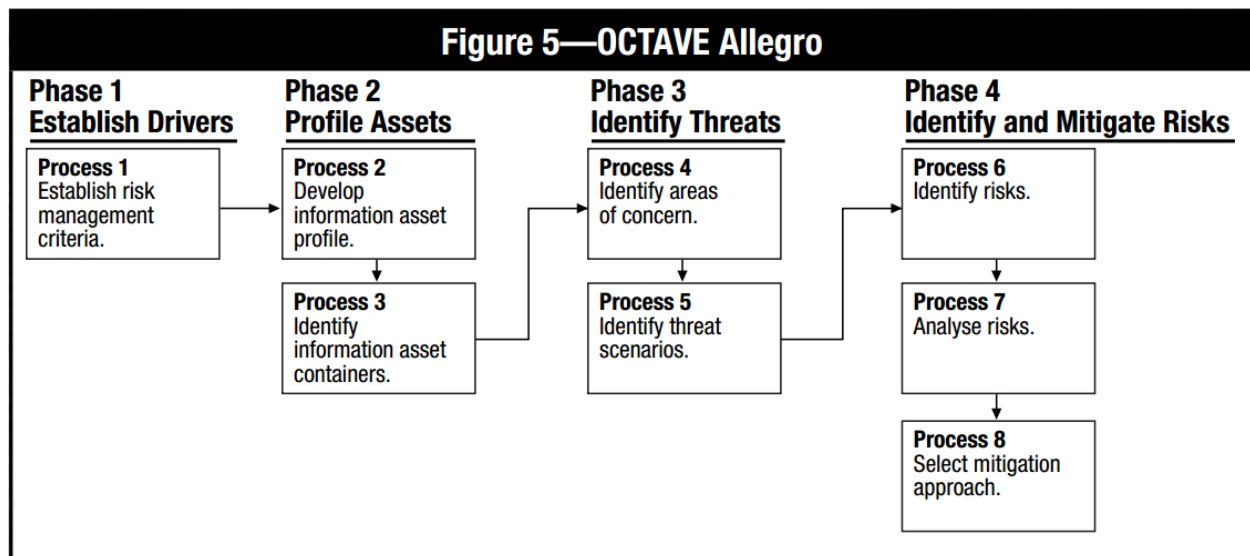 Figure 5—OCTAVE Allegro
Phase 1
Establish Drivers
Process 1
Establish risk
management
criteria.
Phase 2
Profile Assets
Process 2
Develop
information asset
profile.
Process 3
Identify
information asset
containers.
Phase 3
Identify Threats
Process 4
Identify areas
of concern.
Process 5
Identify threat
scenarios.
Phase 4
Identify and Mitigate Risks
Process 6
Identify risks.
Process 7
Analyse risks.
Process 8
Select mitigation
approach.